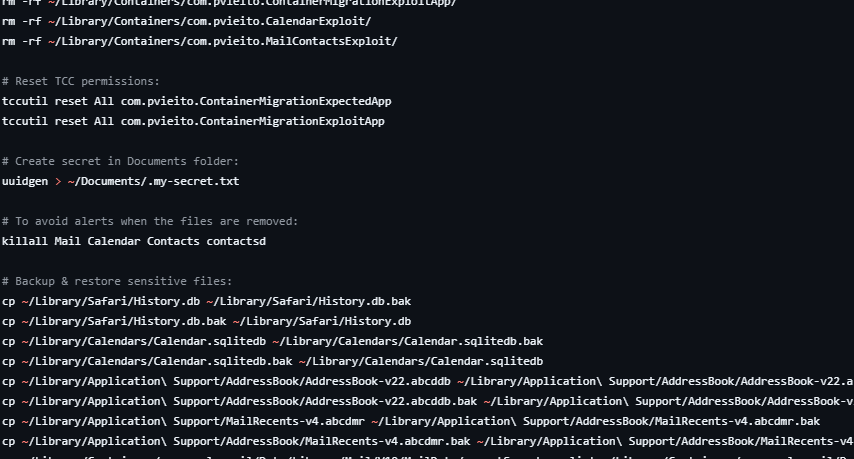 rm -rf ~/Library/Containers/com.pvieito.ContainerMigrationExploitApp/
rm -rf ~/Library/Containers/com.pvieito.CalendarExploit/
rm -rf ~/Library/Containers/com.pvieito.MailContactsExploit/
# Reset TCC permissions:
tccutil reset All com.pvieito.ContainerMigrationExpectedApp
tccutil reset All com.pvieito.ContainerMigrationExploitApp
# Create secret in Documents folder:
uuidgen > ~/Documents/.my-secret.txt
# To avoid alerts when the files are removed:
killall Mail Calendar Contacts contactsd
# Backup & restore sensitive files:
cp ~/Library/Safari/History.db ~/Library/Safari/History.db.bak
cp ~/Library/Safari/History.db.bak ~/Library/Safari/History.db
cp ~/Library/Calendars/Calendar.sqlitedb ~/Library/Calendars/Calendar.sqlitedb.bak
cp ~/Library/Calendars/Calendar.sqlitedb.bak ~/Library/Calendars/Calendar.sqlitedb
cp ~/Library/Application\ Support/AddressBook/AddressBook-v22.abcddb ~/Library/Application\ Support/AddressBook/AddressBook-v22.a
cp ~/Library/Application\ Support/AddressBook/AddressBook-v22.abcddb.bak ~/Library/Application\ Support/AddressBook/AddressBook-v
cp ~/Library/Application\ Support/MailRecents-v4.abcdmr ~/Library/Application\ Support/AddressBook/MailRecents-v4.abcdmr.bak
cp ~/Library/Application\ Support/AddressBook/MailRecents-v4.abcdmr.bak ~/Library/Application\ Support/AddressBook/MailRecents-v4